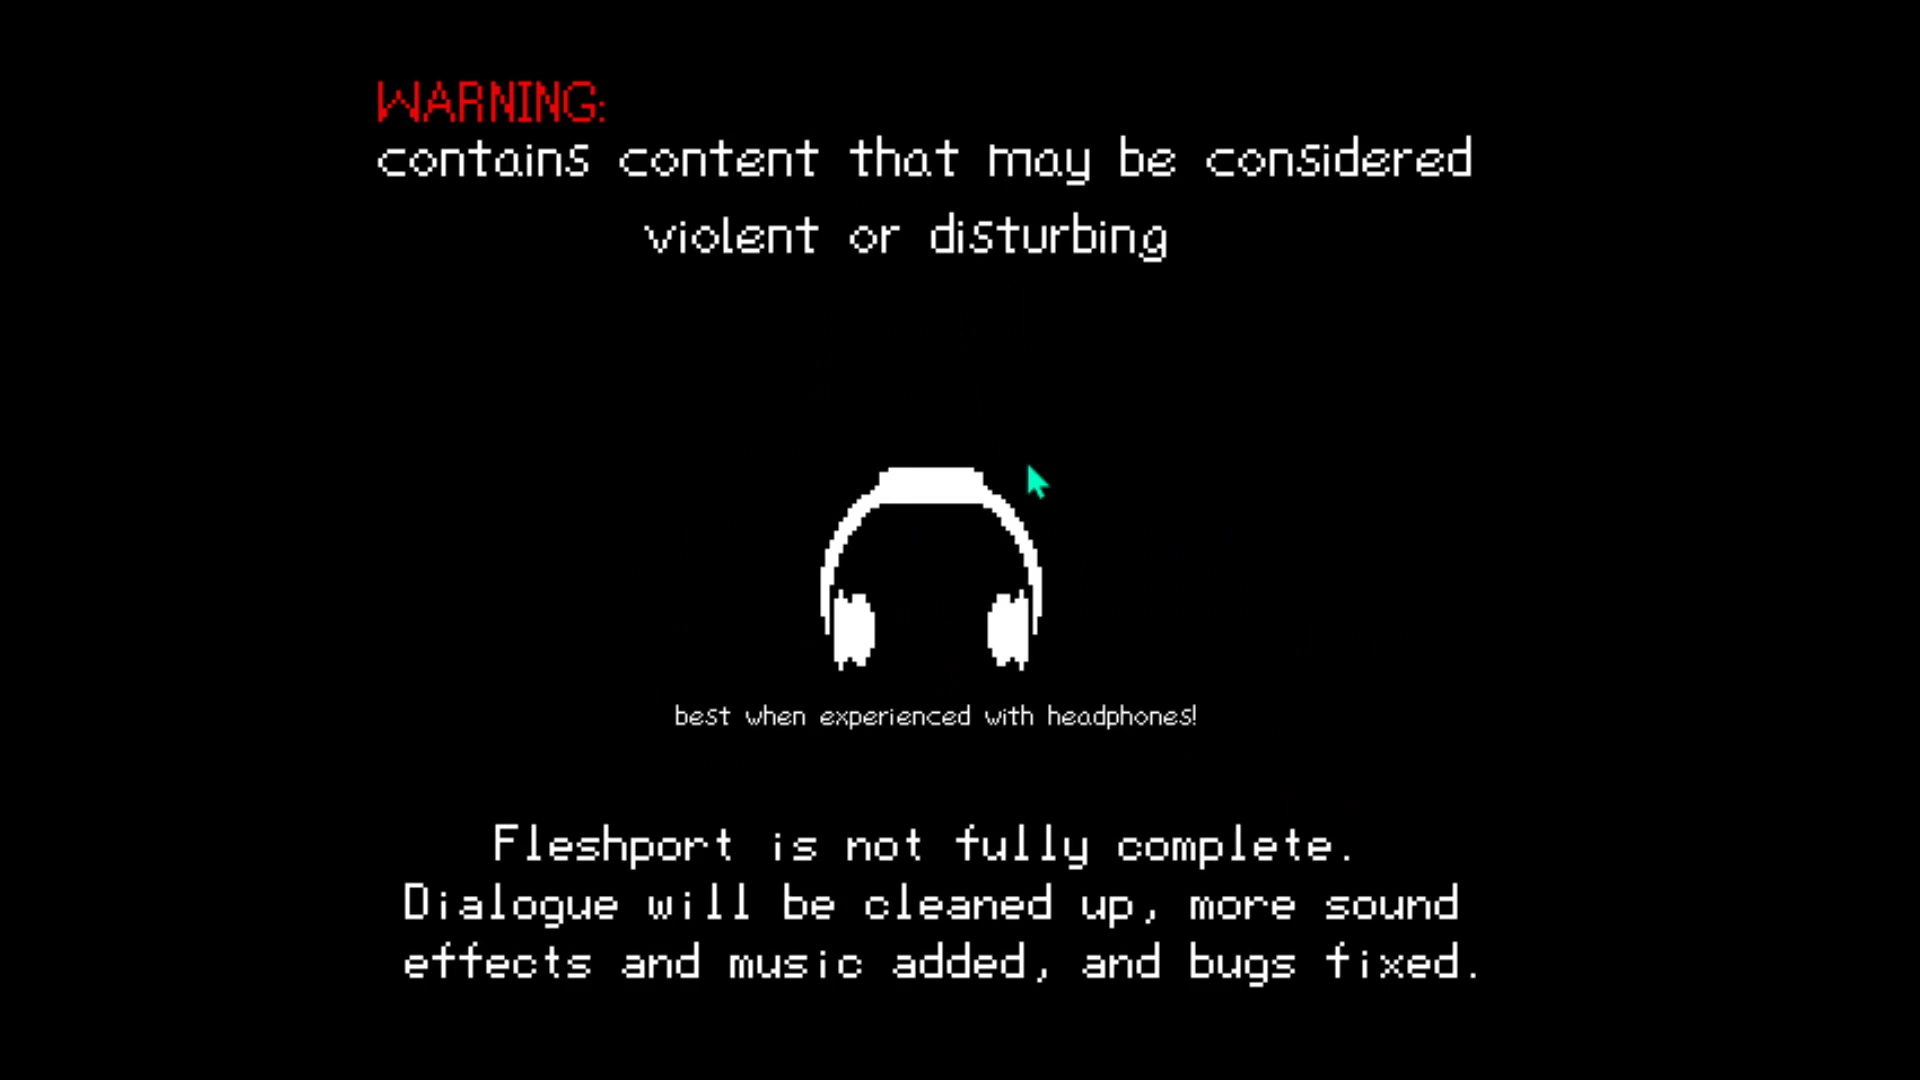 WARNING:
contains content that may be considered
violent or disturbing
best when experienced with headphones!
Fleshport is not fully complete.
Dialogue will be cleaned up, more sound
effects and music added, and bugs fixed.